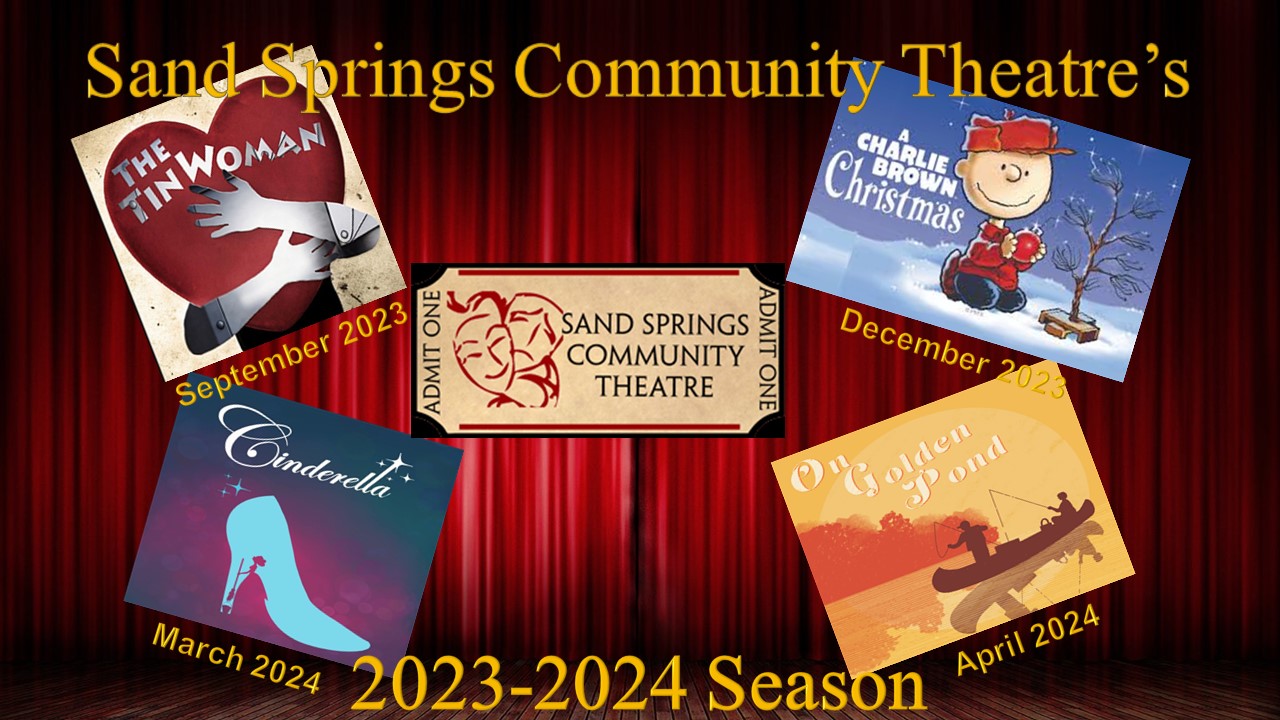 Sand Springs Community Theatre's
THE
TIN WOMAN
September 2023
A
CHARLIE
BROWN
Christmas
December 2023
ADMIT ONE
SAND SPRINGS
COMMUNITY
THEATRE
ADMIT ONE
Cinderella
March 2024
On Golden
Pond
April 2024
2023-2024 Season